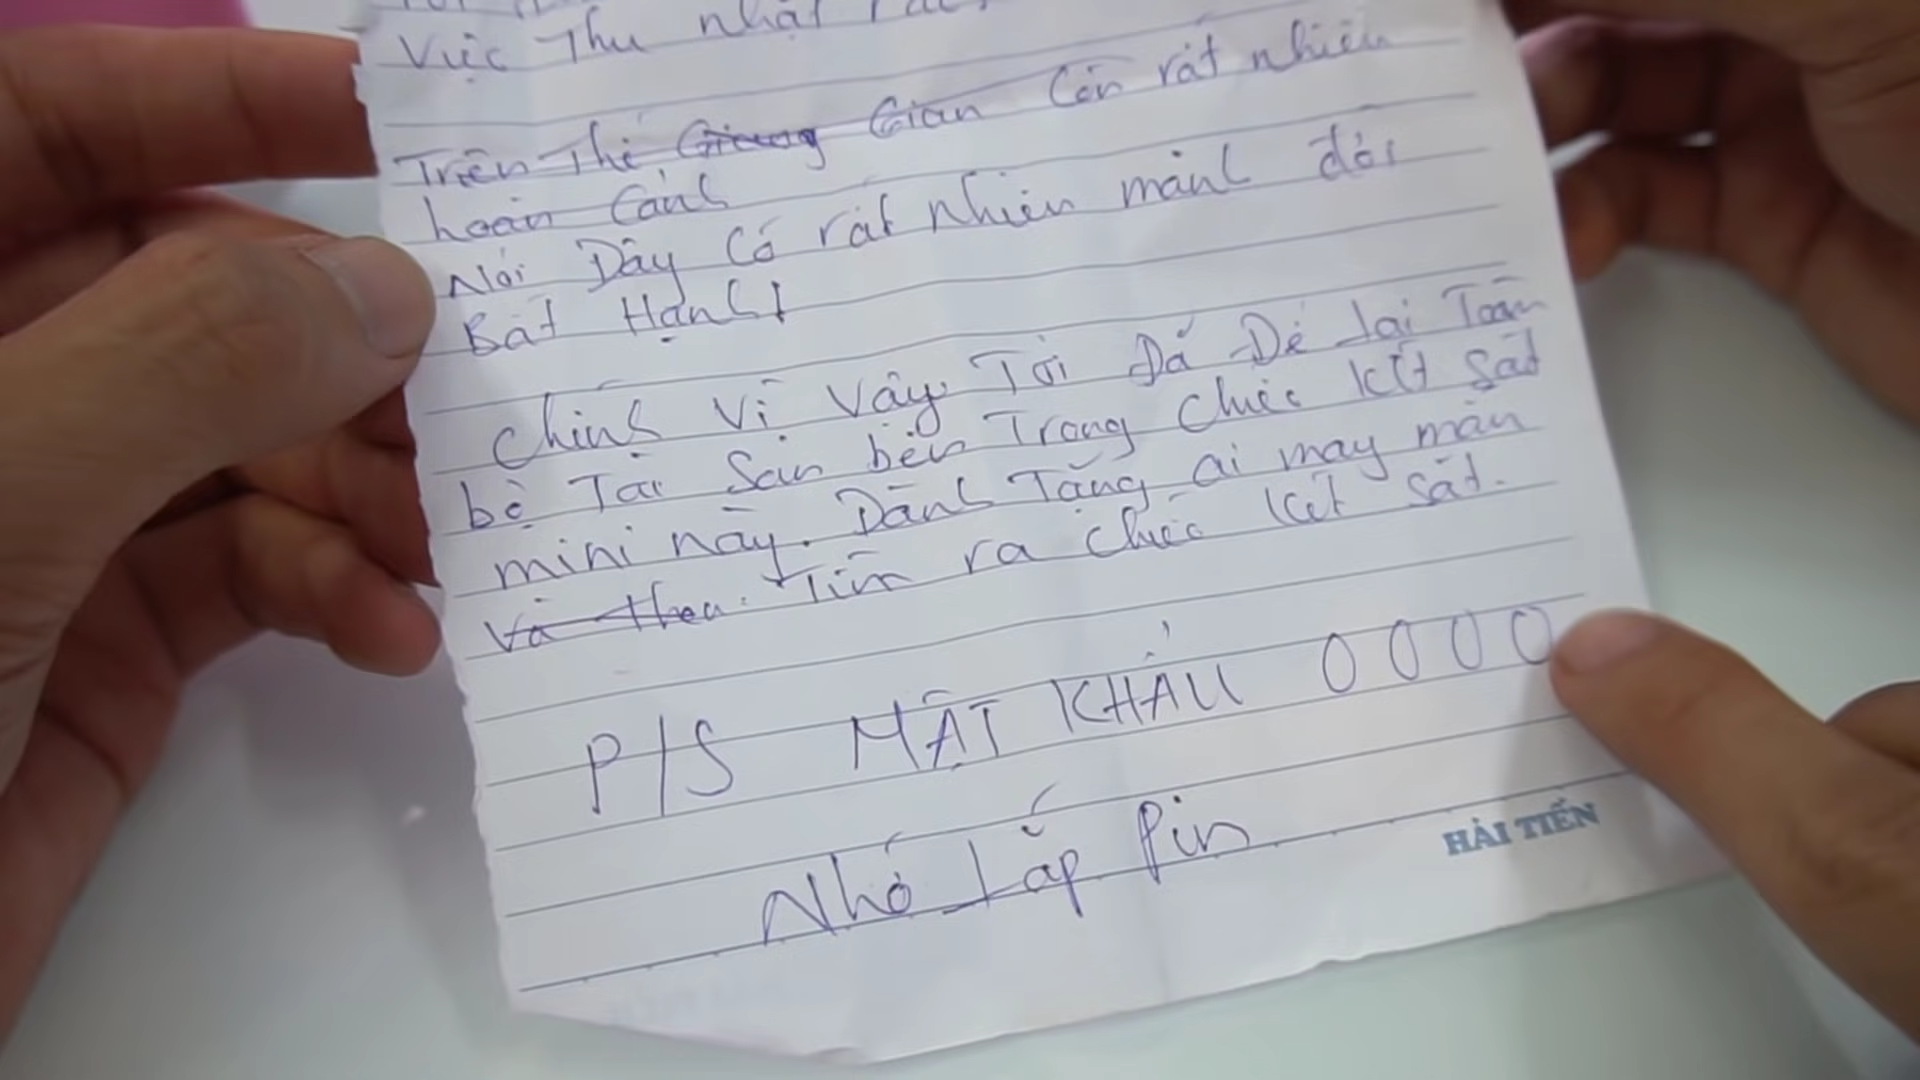 Vực Thu nhặt rác.
Trên Thế Giang Gian Còn rất nhiều
hoàn Cảnh
Nơi Đây Có rất nhiều mảnh đời
Bất Hạnh!
Chính Vì Vậy Tôi Đã Để lại Toàn
bộ Tài Sản bên Trong Chiếc Két Sắt
mini này. Dành Tặng ai may mắn
và theo Tìm ra chiếc két sắt.
P/S MẬT KHẨU 0000
Nhớ Lắp Pin
HẢI TIẾN